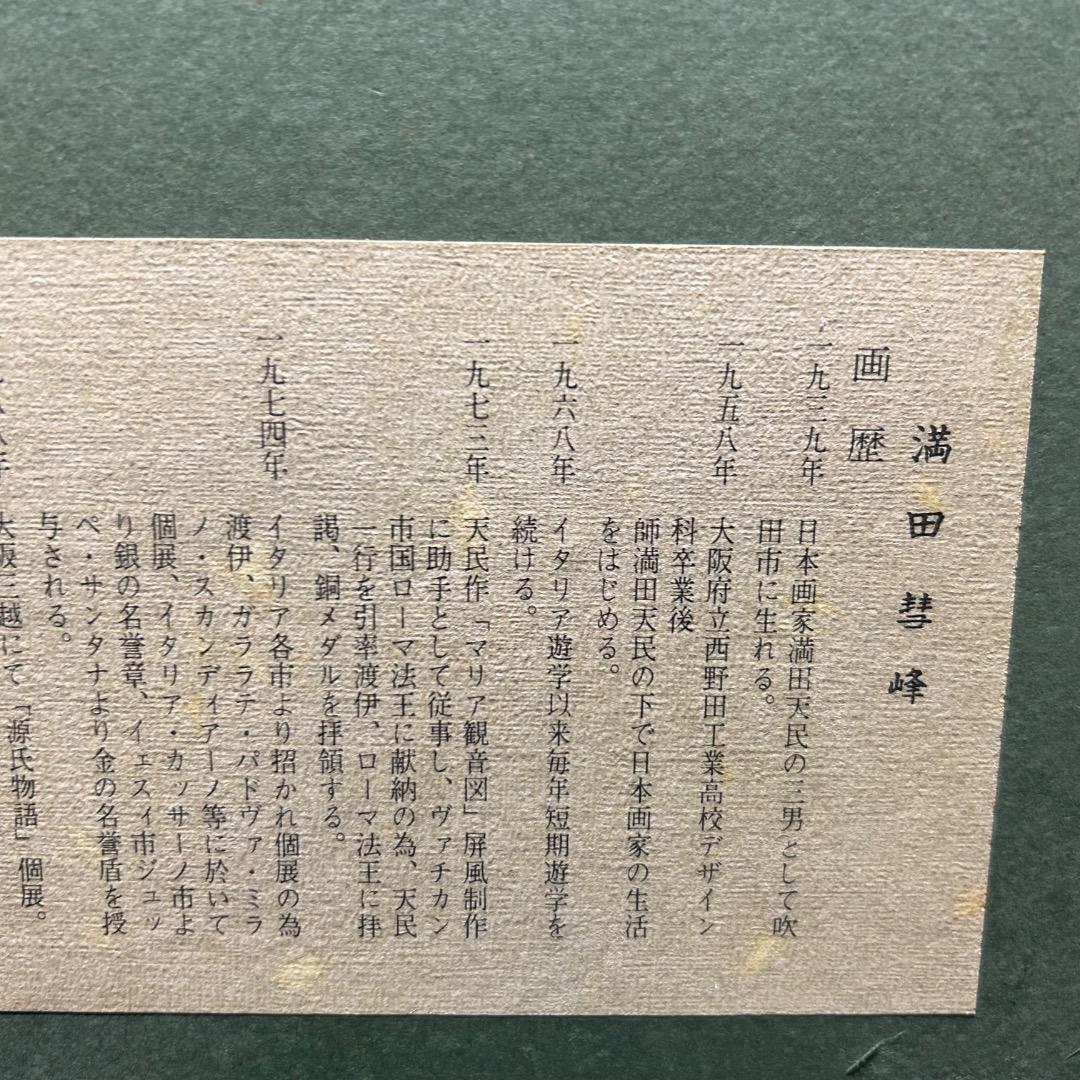 満田彗峰
画歴
一九三九年 日本画家満田天民の三男として吹
田市に生れる。
一九五八年 大阪府立西野田工業高校デザイン
科卒業後
師満田天民の下で日本画家の生活
をはじめる。
一九六八年 イタリア遊学以来毎年短期遊学を
続ける。
一九七二年 天民作「マリア観音図」屏風制作
に助手として従事し、ヴァチカン
市国ローマ法王に献納の為、天民
一行を引率渡伊、ローマ法王に拝
謁、銅メダルを拝領する。
一九七四年 イタリア各市より招かれ個展の為
渡伊、ガララテ・パドヴァ・ミラ
ノ・スカンディアーノ等に於いて
個展、イタリア・カッサーノ市よ
り銀の名誉章、イェスィ市ジュッ
ペ・サンタナより金の名誉盾を授
与される。
大阪三越にて「源氏物語」個展。